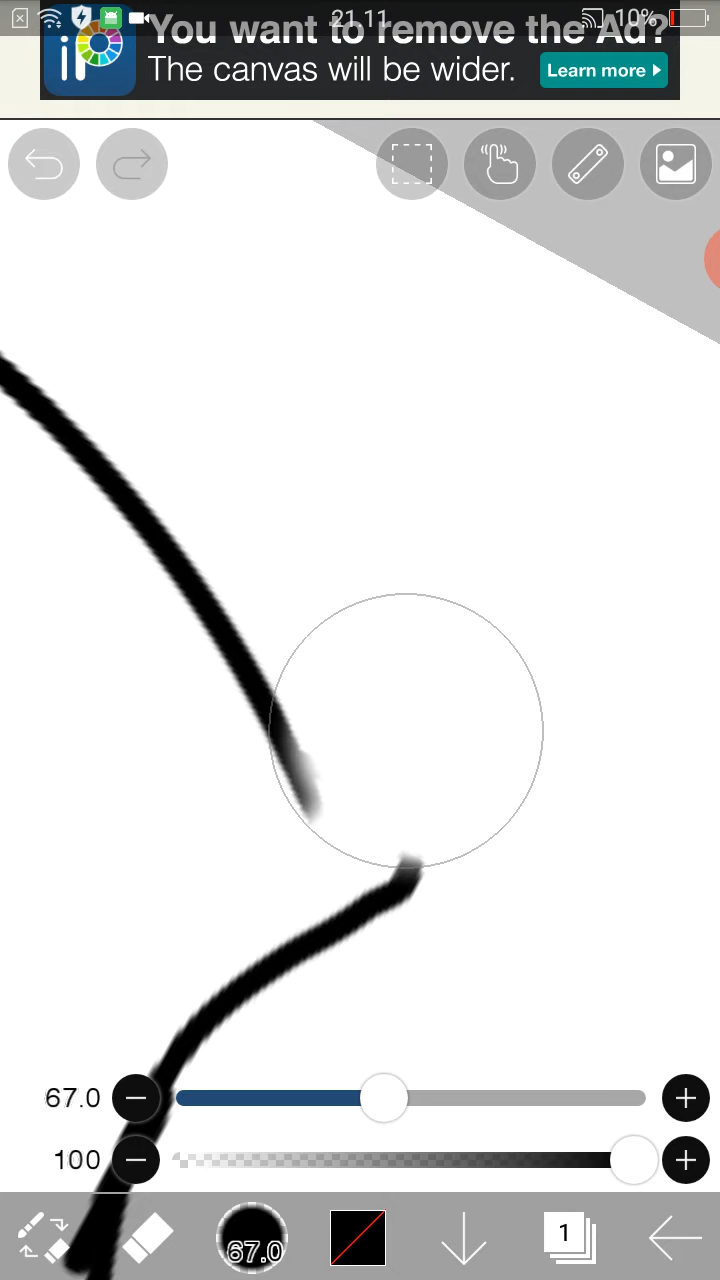 21.11
10%
iP
You want to remove the Ad?
The canvas will be wider.
Learn more
67.0
100
67.0
1